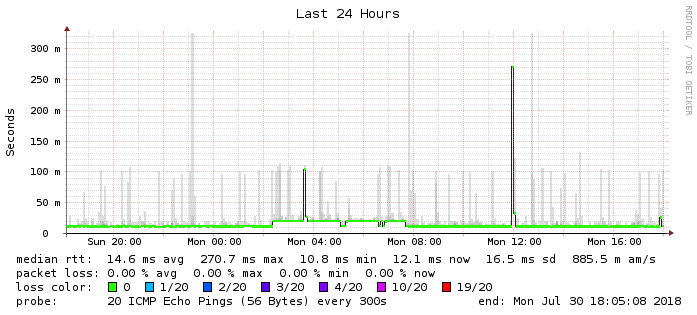 Last 24 Hours
RRDTOOL / TOBI OETIKER
Seconds
300 m
250 m
200 m
150 m
100 m
50 m
0
Sun 20:00 Mon 00:00 Mon 04:00 Mon 08:00 Mon 12:00 Mon 16:00
median rtt: 14.6 ms avg 270.7 ms max 10.8 ms min 12.1 ms now 16.5 ms sd 885.5 m am/s
packet loss: 0.00 % avg 0.00 % max 0.00 % min 0.00 % now
loss color: 0 1/20 2/20 3/20 4/20 10/20 19/20
probe: 20 ICMP Echo Pings (56 Bytes) every 300s end: Mon Jul 30 18:05:08 2018